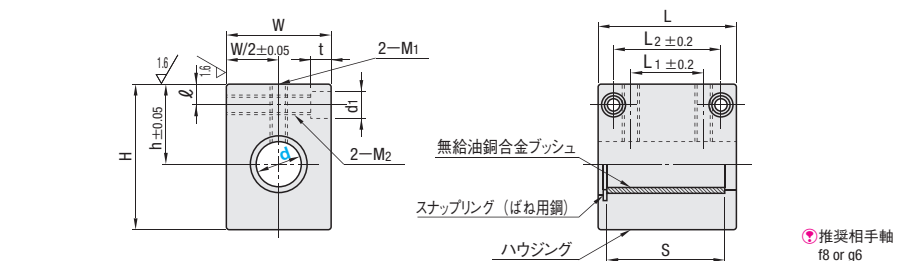 W
W/2±0.05
t
2−M1
1.6
1.6
ℓ
h±0.05
H
d
d1
2−M2
L
L2 ±0.2
L1 ±0.2
無給油銅合金ブッシュ
スナップリング（ばね用鋼）
ハウジング
S
推奨相手軸
f8 or g6